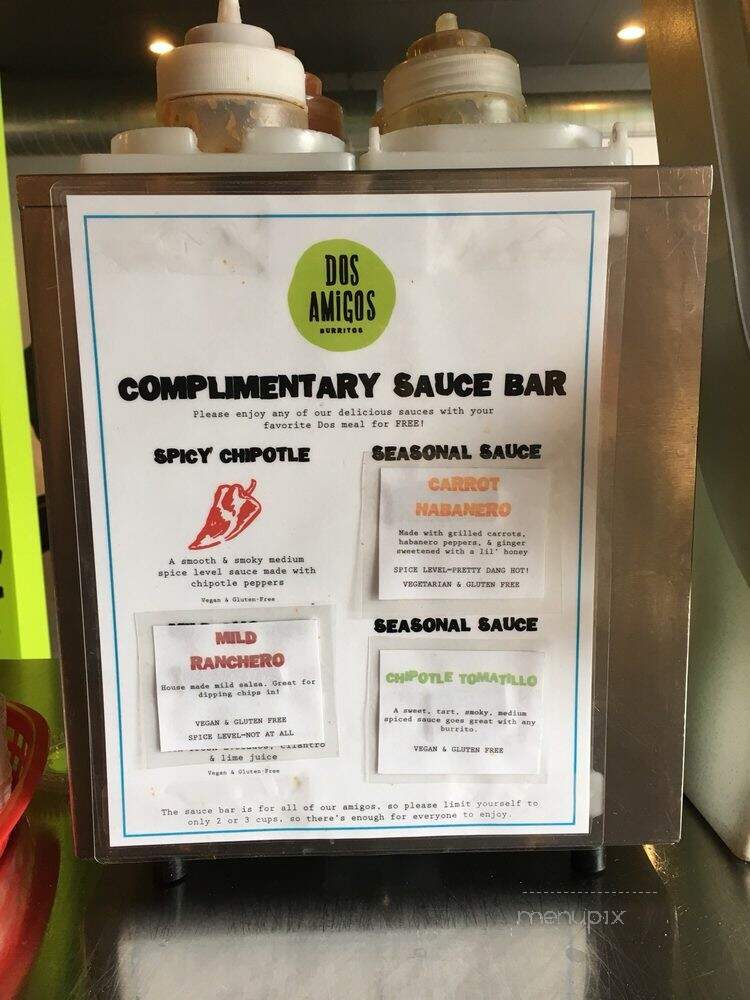 DOS
AMiGOS
BURRITOS
COMPLIMENTARY SAUCE BAR
Please enjoy any of our delicious sauces with your
favorite Dos meal for FREE!
SPICY CHIPOTLE
A smooth & smoky medium
spice level sauce made with
chipotle peppers
Vegan & Gluten-Free
SEASONAL SAUCE
CARROT
HABANERO
Made with grilled carrots,
habanero peppers, & ginger
sweetened with a lil' honey
SPICE LEVEL-PRETTY DANG HOT!
VEGETARIAN & GLUTEN FREE
MILD
RANCHERO
House made mild salsa. Great for
dipping chips in!
VEGAN & GLUTEN FREE
SPICE LEVEL-NOT AT ALL
cilantro
& lime juice
Vegan & Gluten-Free
SEASONAL SAUCE
CHIPOTLE TOMATILLO
A sweet, tart, smoky, medium
spiced sauce goes great with any
burrito.
VEGAN & GLUTEN FREE
The sauce bar is for all of our amigos, so please limit yourself to
only 2 or 3 cups, so there's enough for everyone to enjoy.
menupix